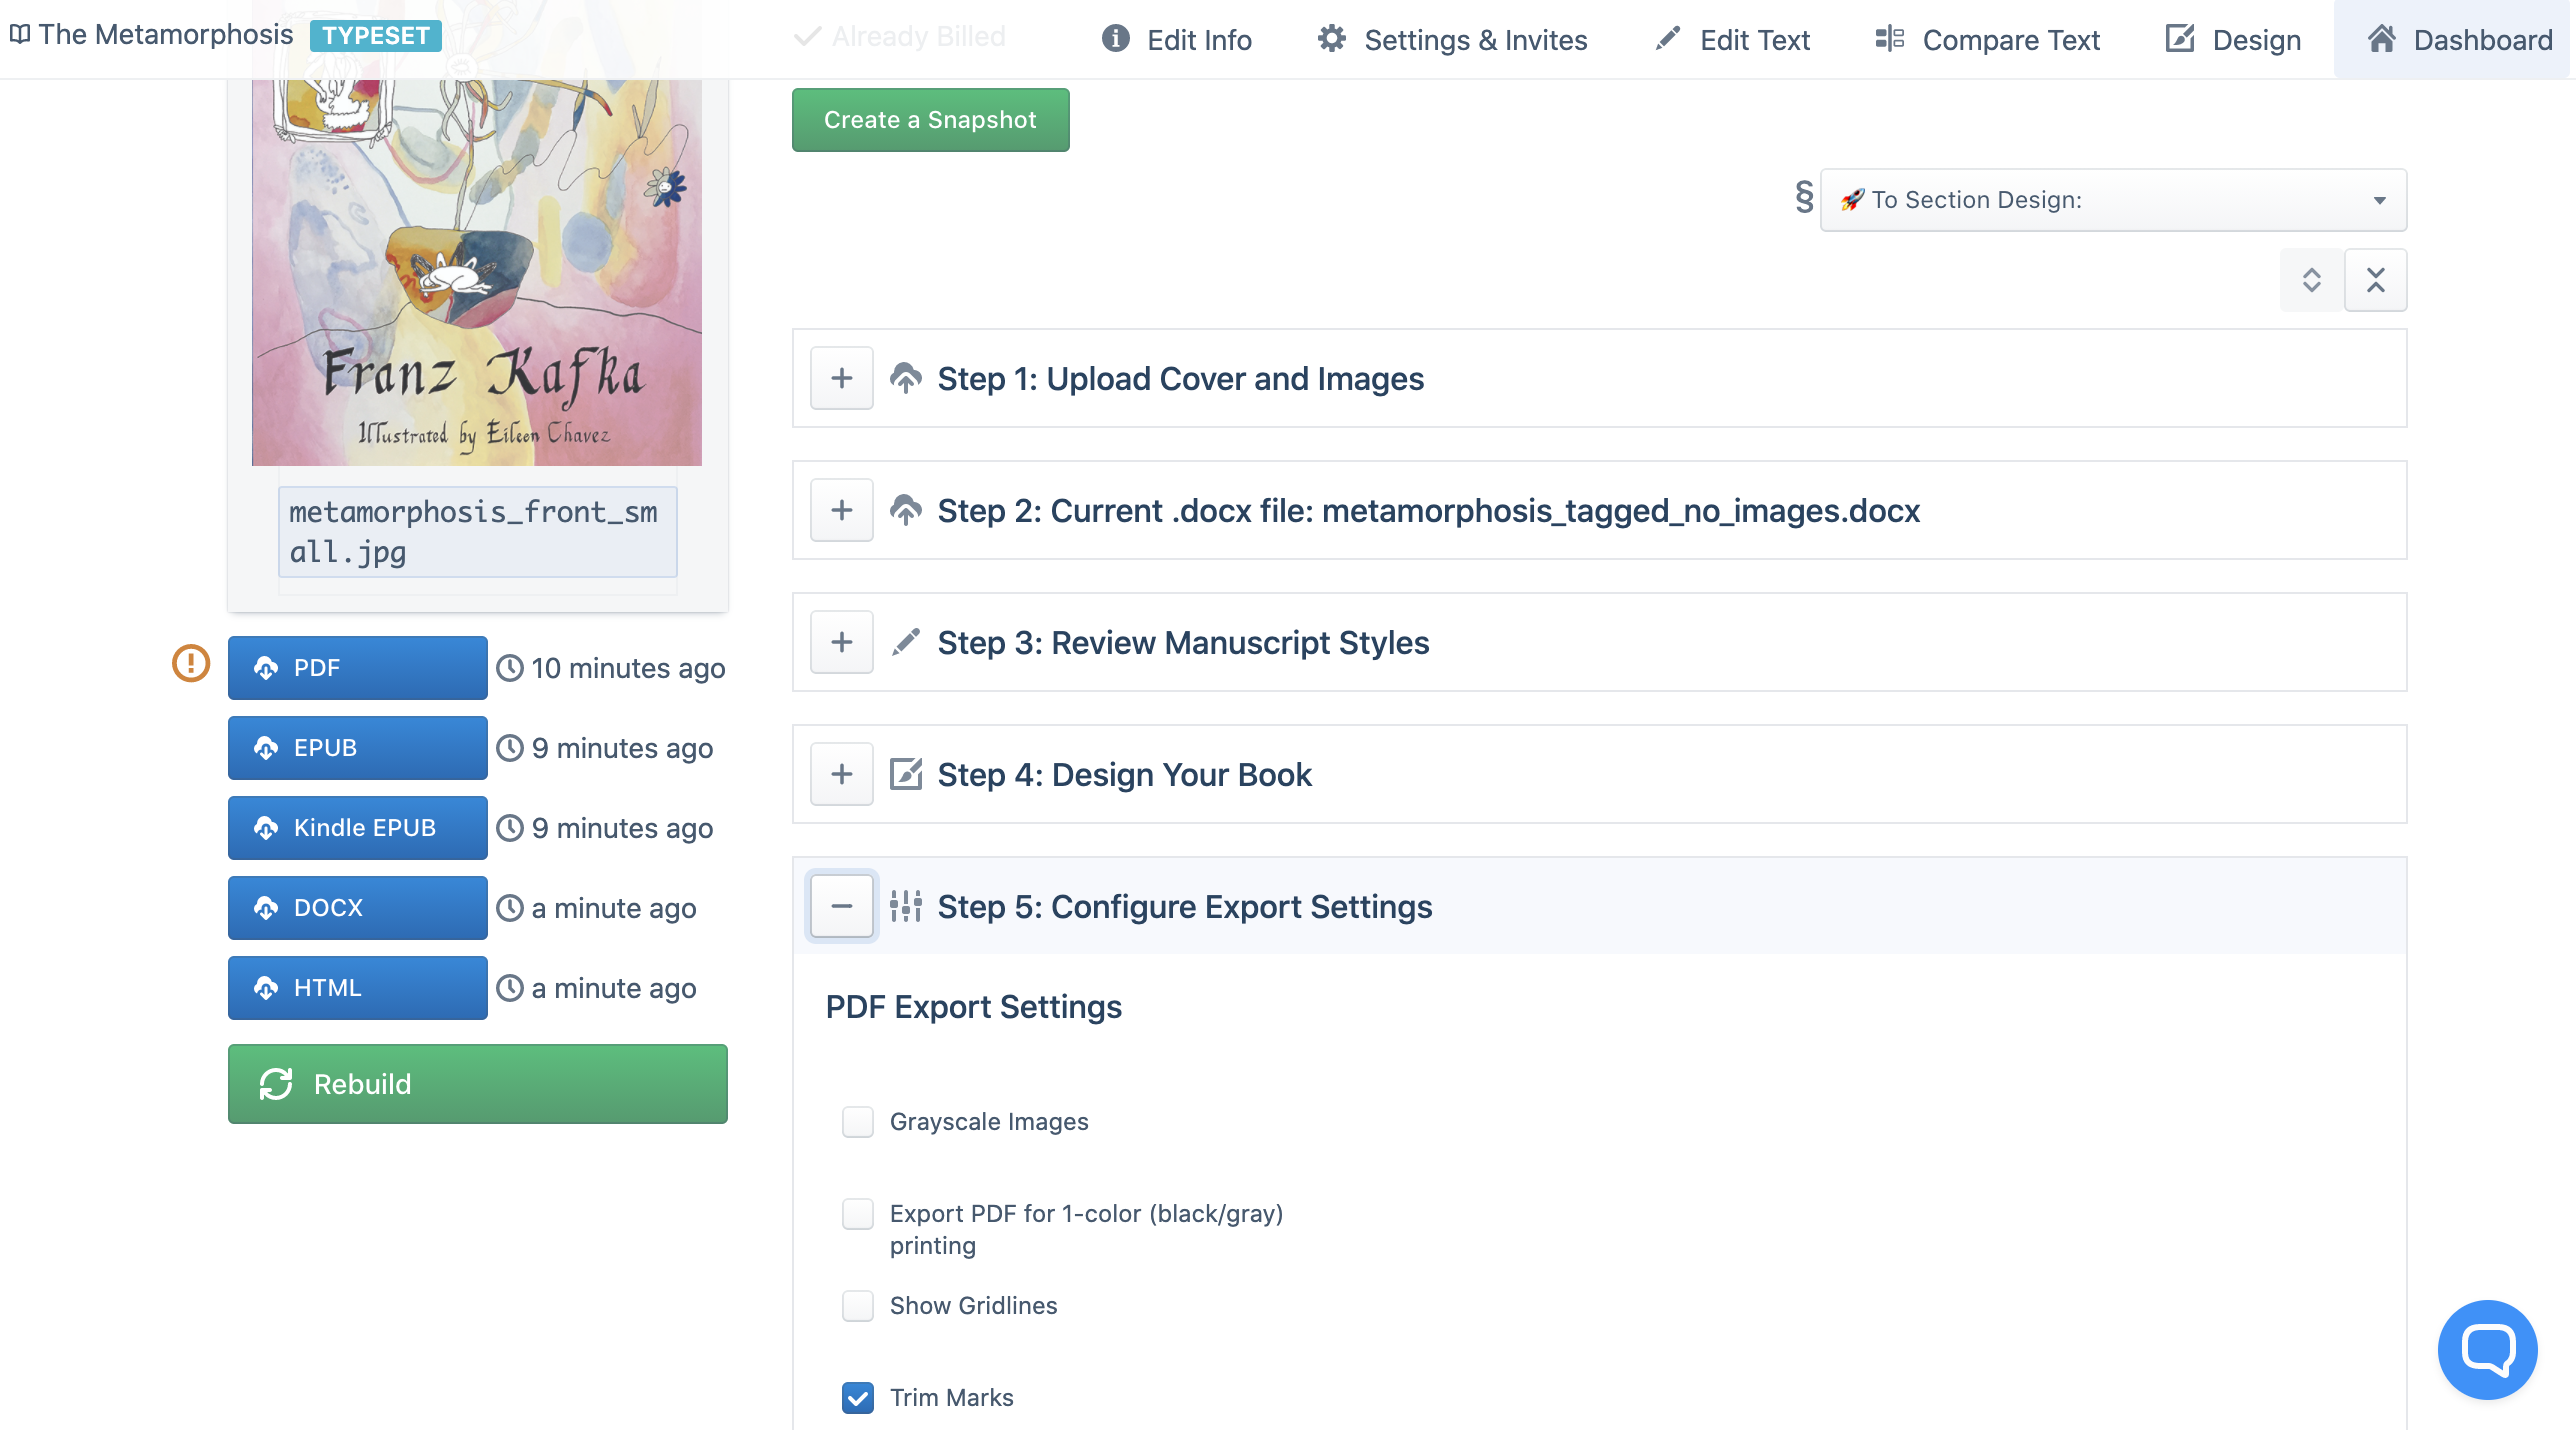 The Metamorphosis TYPESET
Already Billed
Edit Info
Settings & Invites
Edit Text
Compare Text
Design
Dashboard
Franz Kafka
Illustrated by Eileen Chavez
metamorphosis_front_sm
all.jpg
PDF 10 minutes ago
EPUB 9 minutes ago
Kindle EPUB 9 minutes ago
DOCX a minute ago
HTML a minute ago
Rebuild
Create a Snapshot
§ 🚀 To Section Design:
Step 1: Upload Cover and Images
Step 2: Current .docx file: metamorphosis_tagged_no_images.docx
Step 3: Review Manuscript Styles
Step 4: Design Your Book
Step 5: Configure Export Settings
PDF Export Settings
Grayscale Images
Export PDF for 1-color (black/gray)
printing
Show Gridlines
Trim Marks